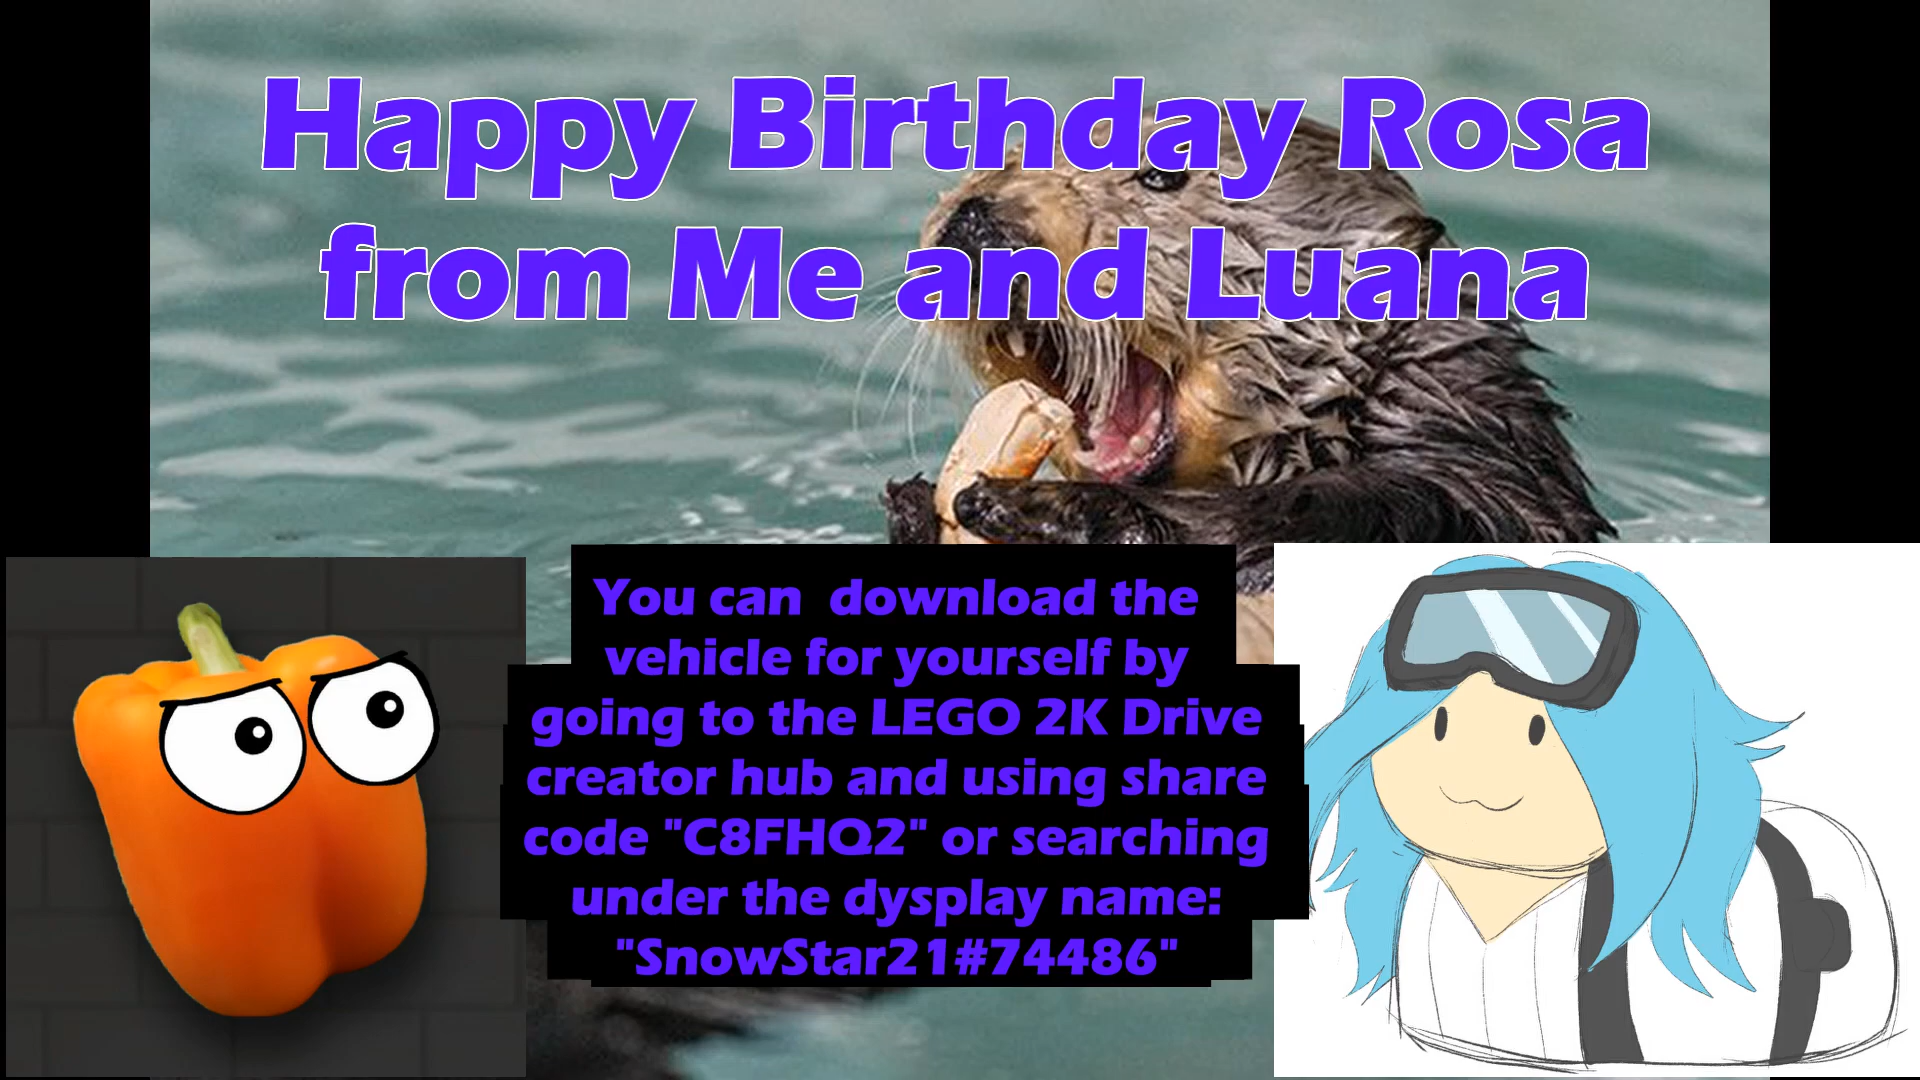 Happy Birthday Rosa
from Me and Luana
You can  download the
vehicle for yourself by
going to the LEGO 2K Drive
creator hub and using share
code "C8FHQ2" or searching
under the dysplay name:
"SnowStar21#74486"